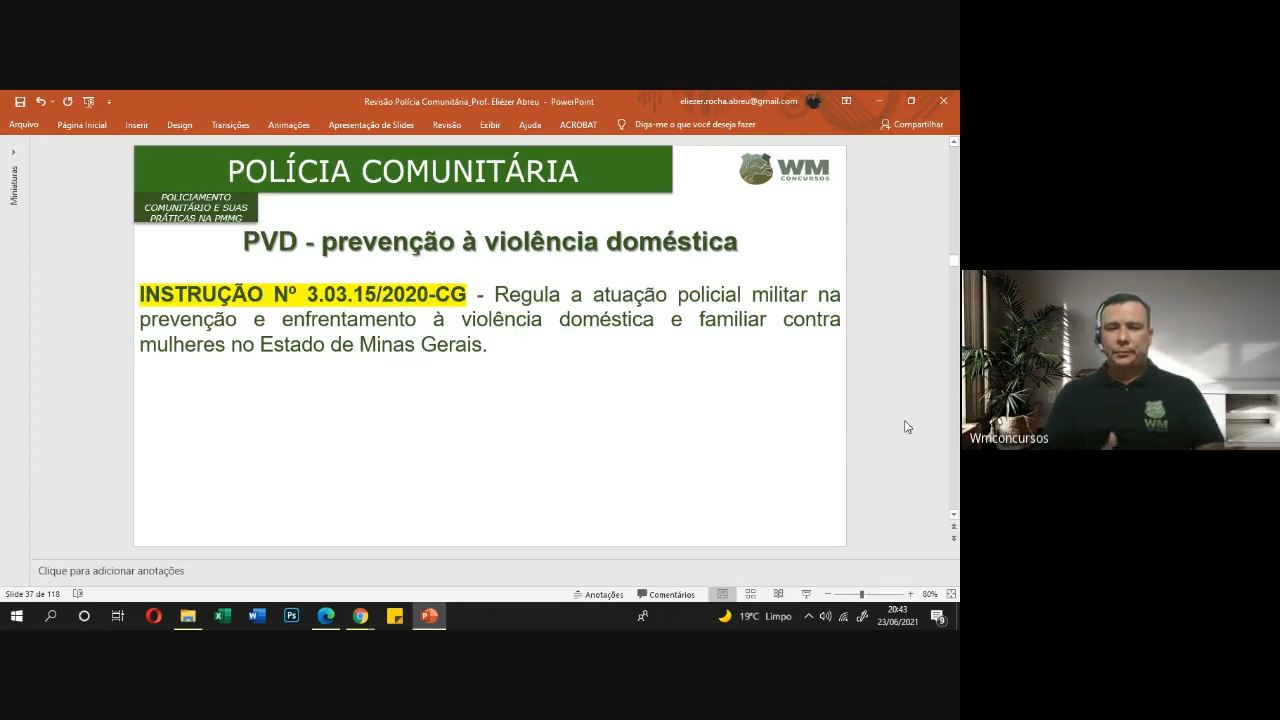 Revisão Polícia Comunitária_Prof. Eliézer Abreu - PowerPoint
eliezer.rocha.abreu@gmail.com
Arquivo Página Inicial Inserir Design Transições Animações Apresentação de Slides Revisão Exibir Ajuda ACROBAT Diga-me o que você deseja fazer Compartilhar
Miniaturas
POLÍCIA COMUNITÁRIA
WM
CONCURSOS
POLICIAMENTO
COMUNITÁRIO E SUAS
PRÁTICAS NA PMMG
PVD - prevenção à violência doméstica
INSTRUÇÃO Nº 3.03.15/2020-CG - Regula a atuação policial militar na
prevenção e enfrentamento à violência doméstica e familiar contra
mulheres no Estado de Minas Gerais.
WM
Wmconcursos
Clique para adicionar anotações
Slide 37 de 118 Anotações Comentários 80%
19°C Limpo
20:43
23/06/2021
9